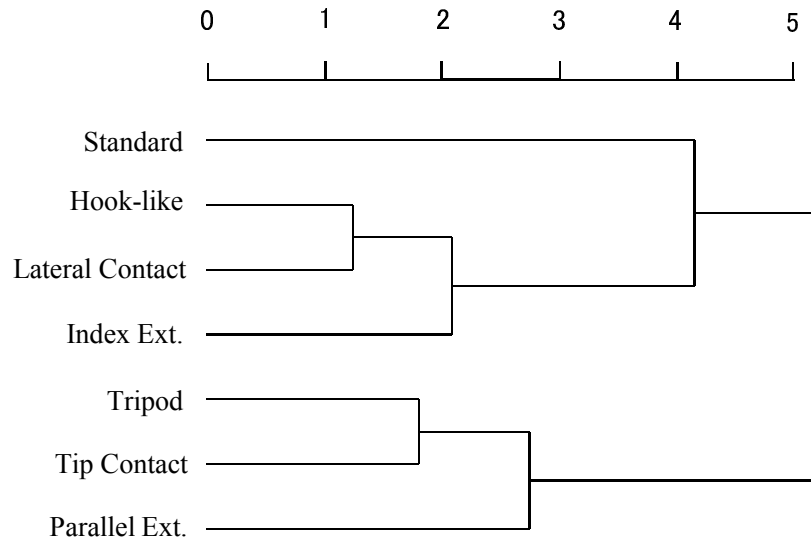 0 1 2 3 4 5
Standard
Hook-like
Lateral Contact
Index Ext.
Tripod
Tip Contact
Parallel Ext.